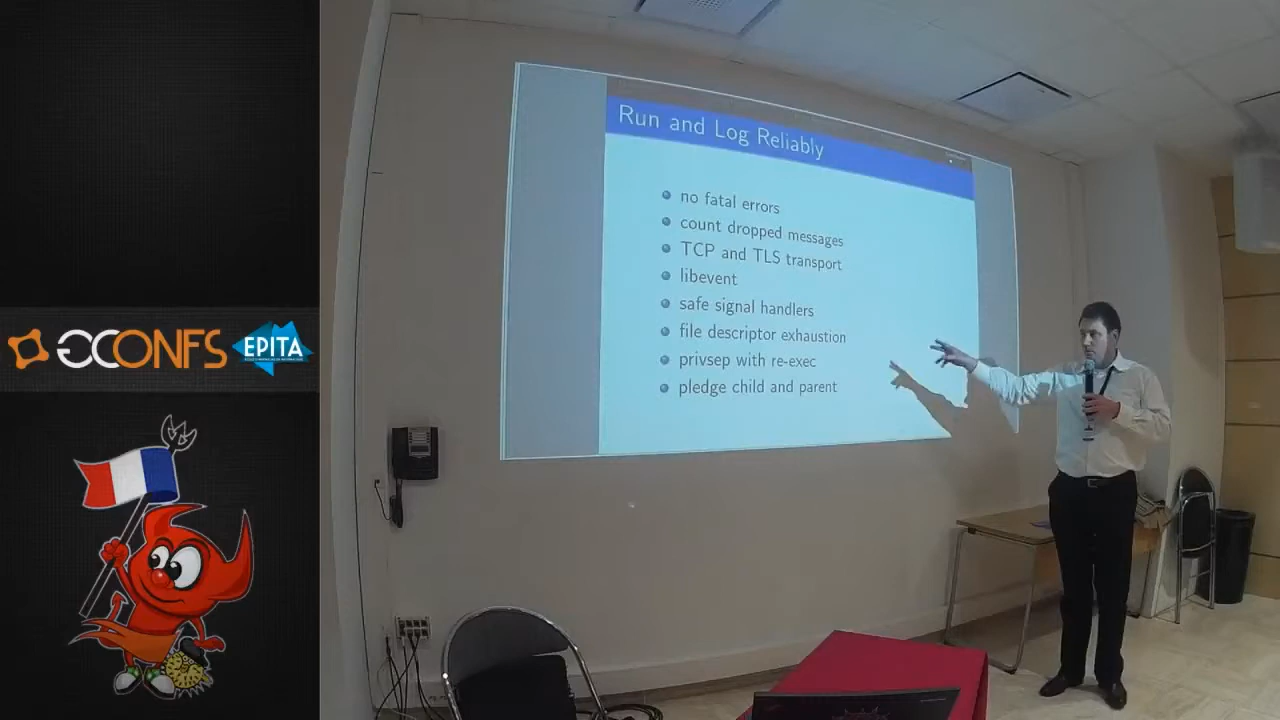 Run and Log Reliably
no fatal errors
count dropped messages
TCP and TLS transport
libevent
safe signal handlers
file descriptor exhaustion
privsep with re-exec
pledge child and parent
GCONFS
EPITA